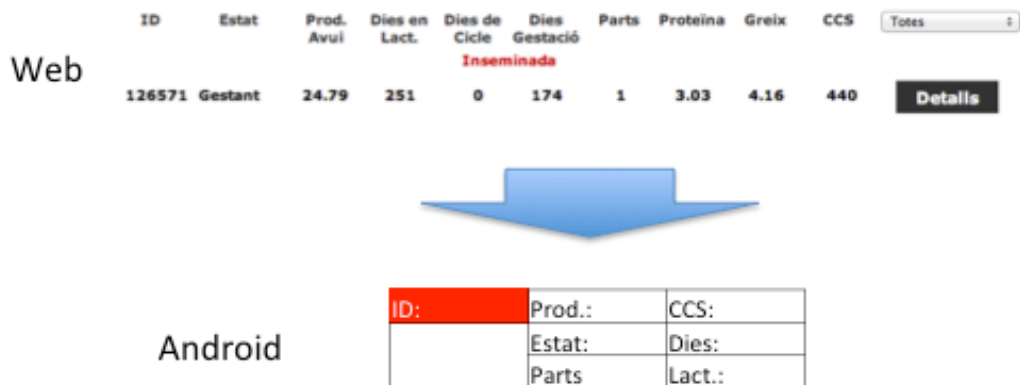 ID Estat Prod. Avui Dies en Lact. Dies de Cicle Dies Gestació Parts Proteïna Greix CCS Totes
Inseminada
Web
126571 Gestant 24.79 251 0 174 1 3.03 4.16 440 Detalls
ID: Prod.: CCS:
Android
Estat: Dies:
Parts Lact.: